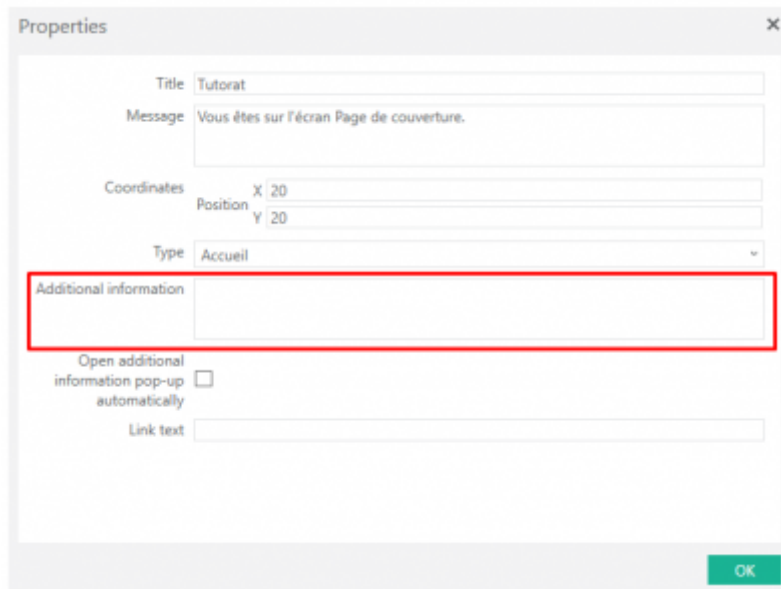 Properties
Title Tutorat
Message Vous êtes sur l'écran Page de couverture.
Coordinates Position X 20
Y 20
Type Accueil
Additional information
Open additional
information pop-up
automatically
Link text
OK